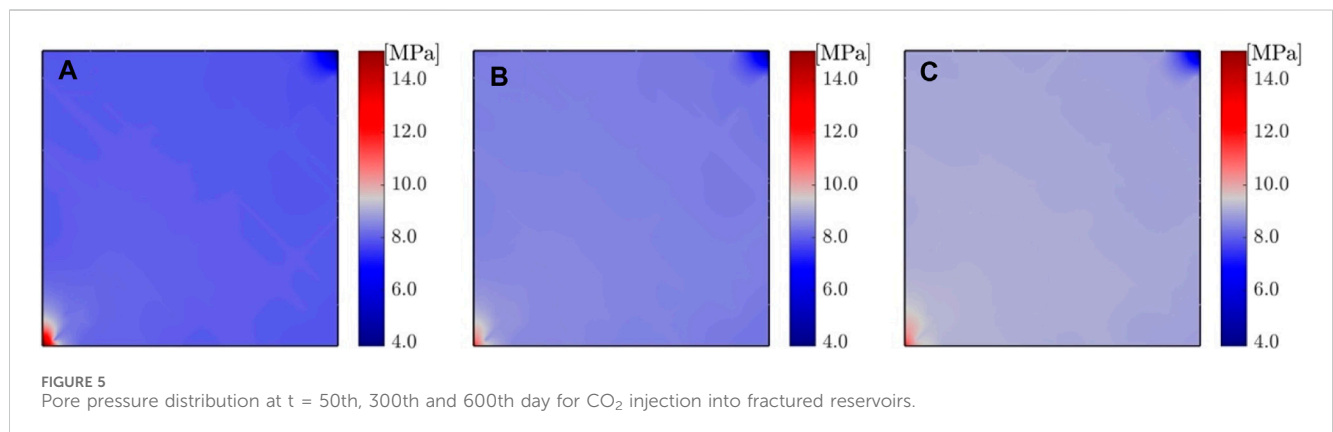 A
[MPa]
14.0
12.0
10.0
8.0
6.0
4.0
B
[MPa]
14.0
12.0
10.0
8.0
6.0
4.0
C
[MPa]
14.0
12.0
10.0
8.0
6.0
4.0
FIGURE 5
Pore pressure distribution at t = 50th, 300th and 600th day for CO₂ injection into fractured reservoirs.